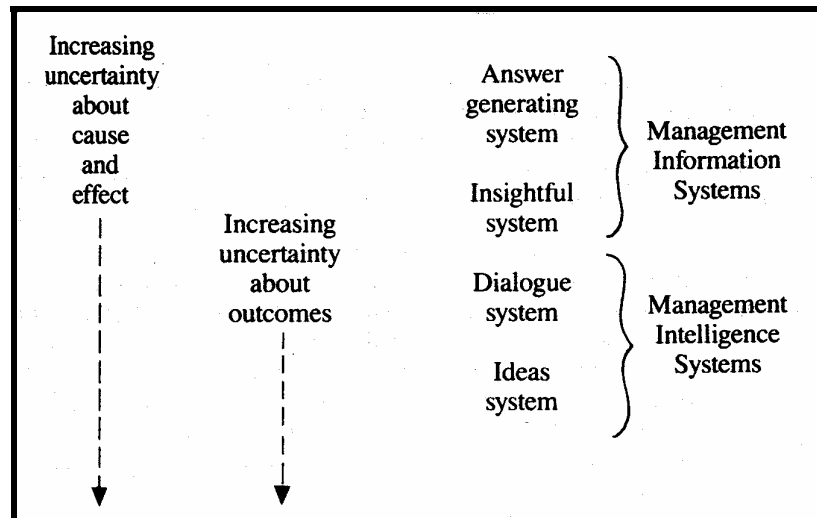 Increasing
uncertainty
about
cause
and
effect
Increasing
uncertainty
about
outcomes
Answer
generating
system
Insightful
system
Dialogue
system
Ideas
system
Management
Information
Systems
Management
Intelligence
Systems